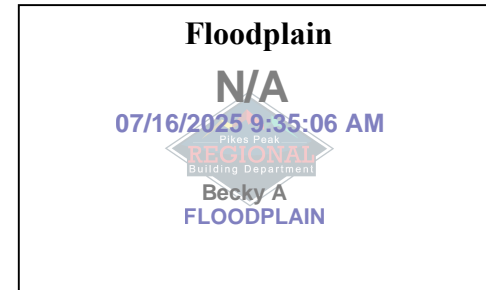 Floodplain
N/A
07/16/2025 9:35:06 AM
Pikes Peak
REGIONAL
Building Department
Becky A
FLOODPLAIN